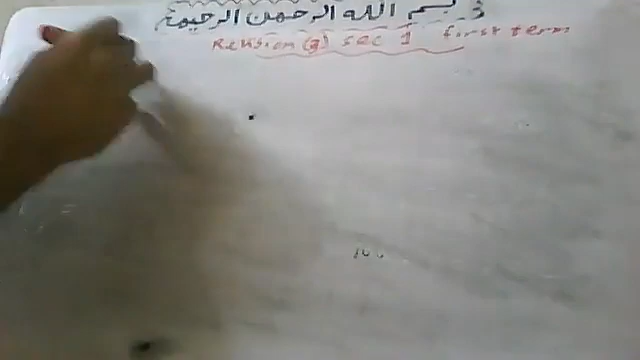 بسم الله الرحمن الرحيم
Revision (g) sec 1 first term